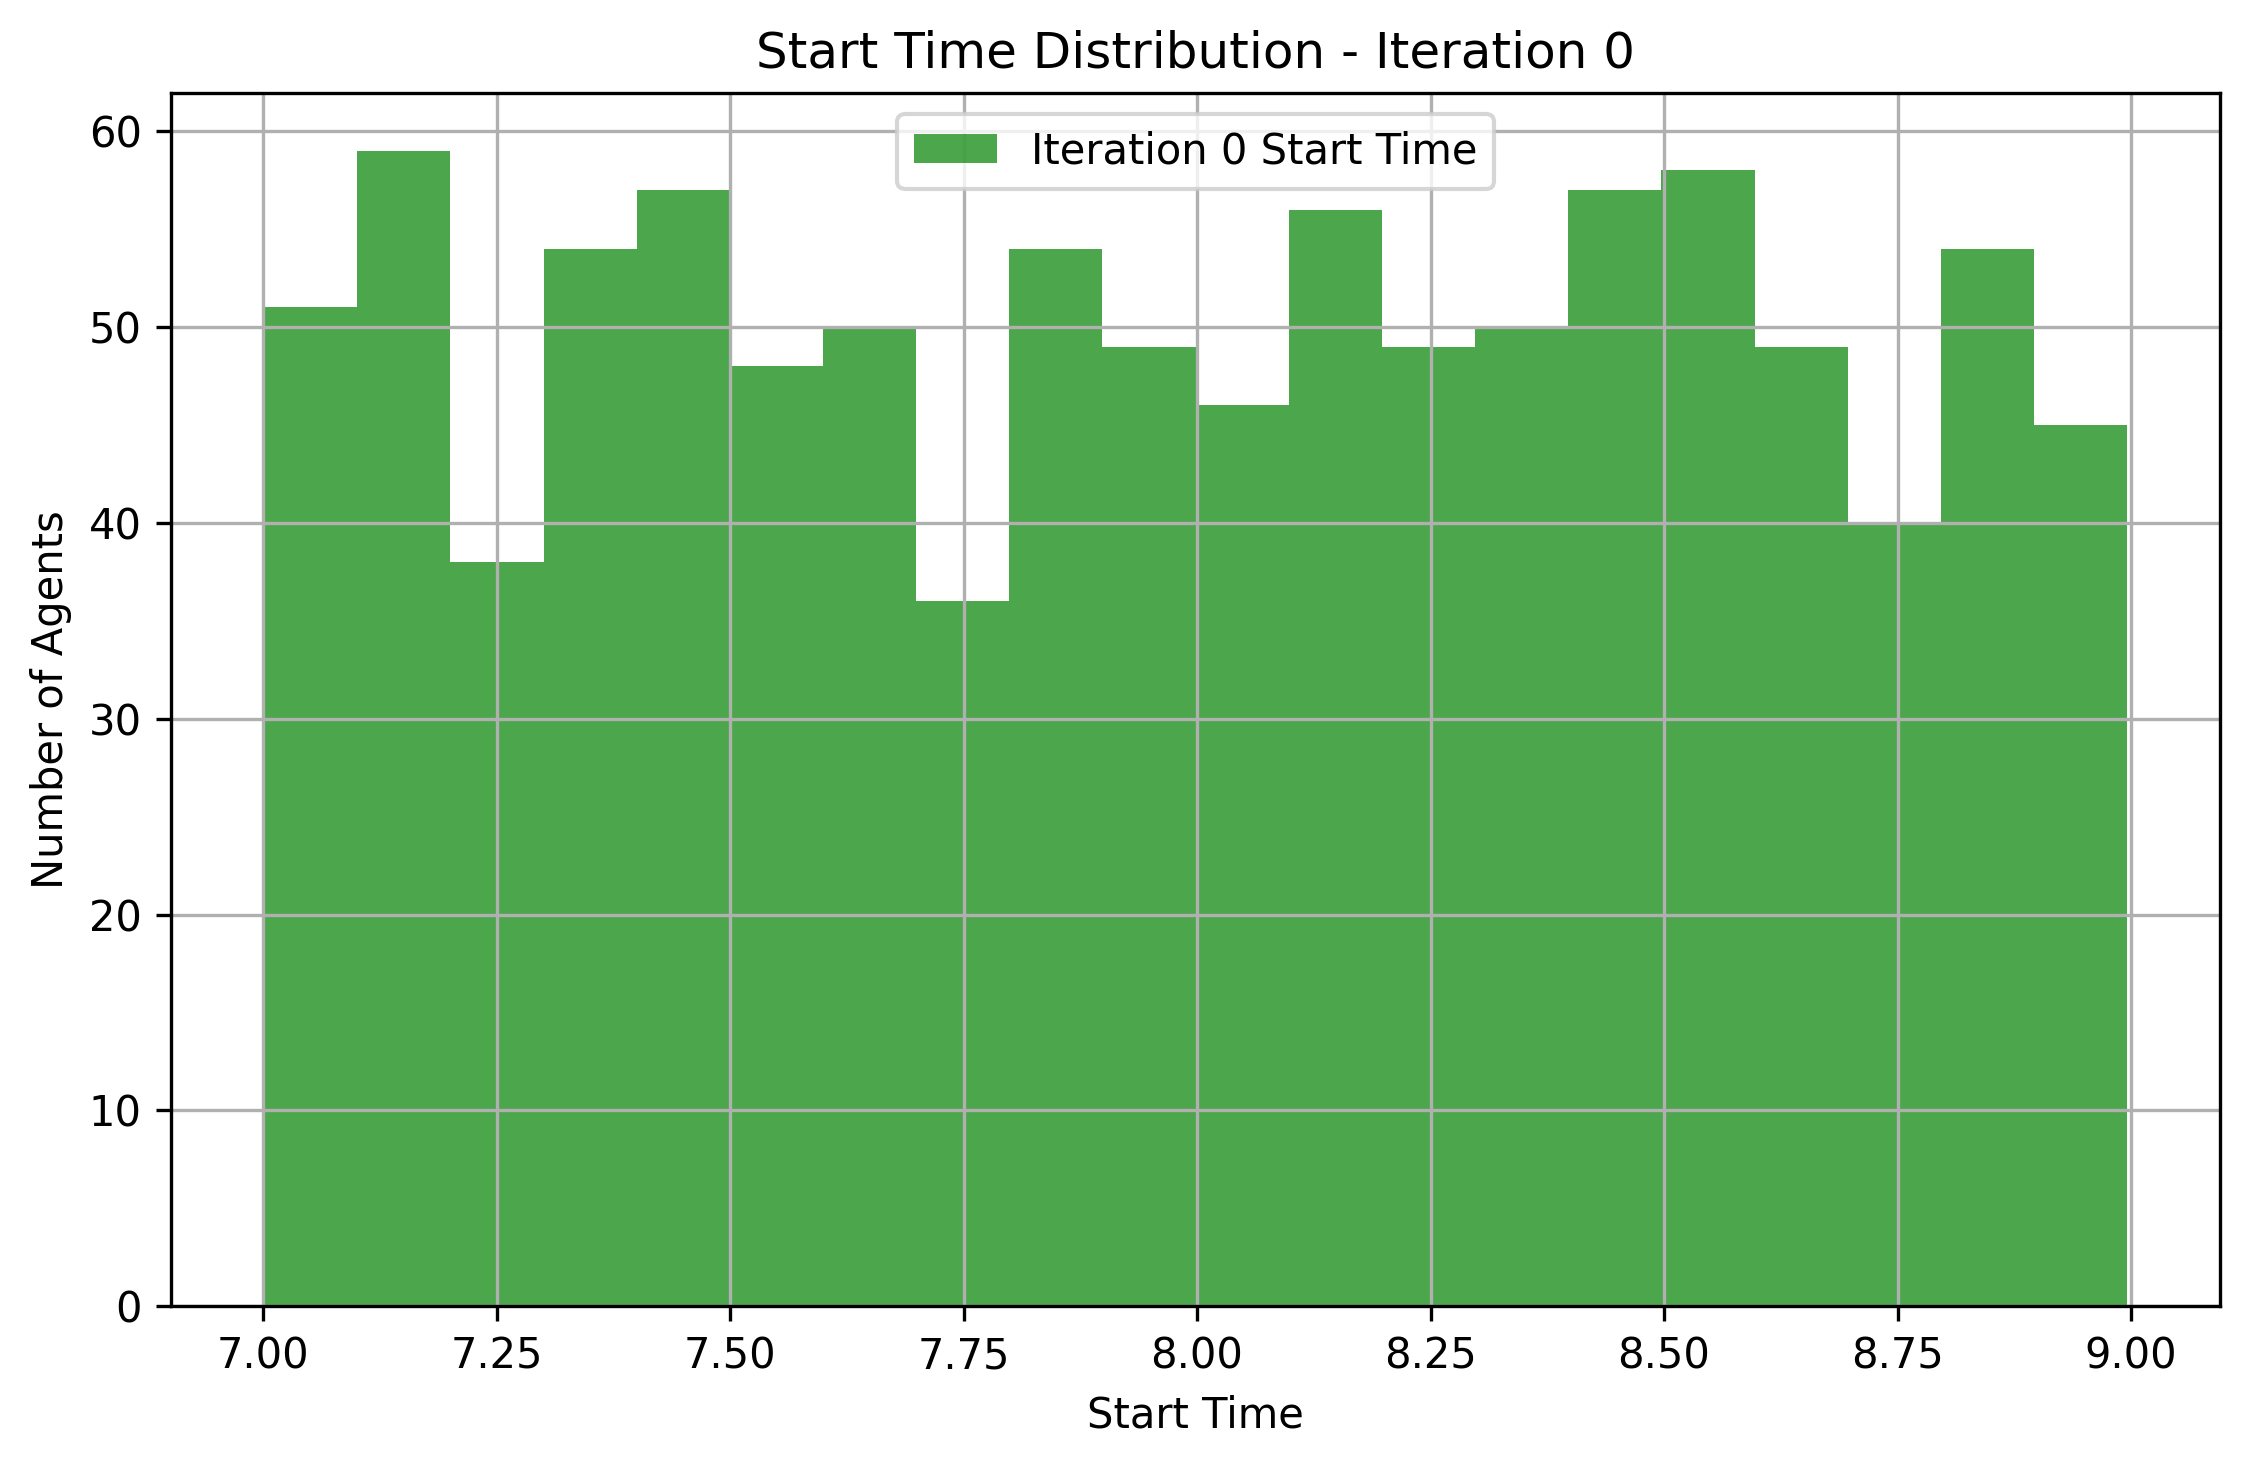 Start Time Distribution - Iteration 0
Iteration 0 Start Time
Number of Agents
60
50
40
30
20
10
0
7.00 7.25 7.50 7.75 8.00 8.25 8.50 8.75 9.00
Start Time